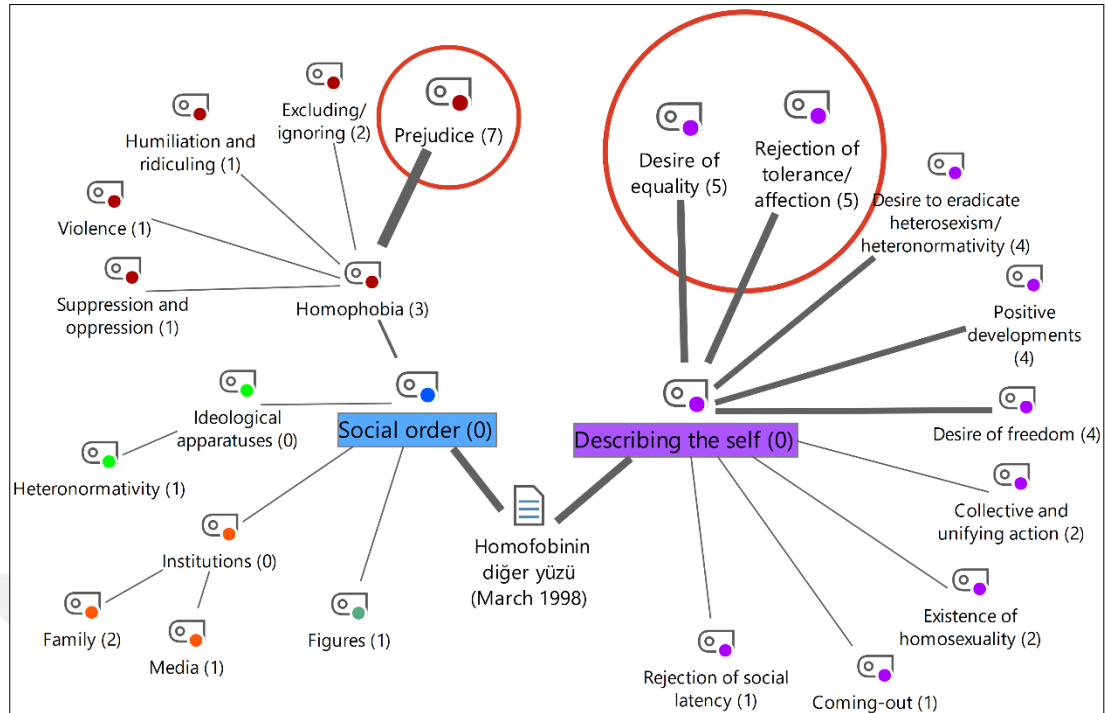 Prejudice (7)
Excluding/
ignoring (2)
Humiliation and
ridiculing (1)
Violence (1)
Suppression and
oppression (1)
Homophobia (3)
Ideological
apparatuses (0)
Social order (0)
Heteronormativity (1)
Institutions (0)
Family (2)
Media (1)
Figures (1)
Homofobinin
diğer yüzü
(March 1998)
Desire of
equality (5)
Rejection of
tolerance/
affection (5)
Desire to eradicate
heterosexism/
heteronormativity (4)
Positive
developments
(4)
Describing the self (0)
Desire of freedom (4)
Collective and
unifying action (2)
Existence of
homosexuality (2)
Rejection of social
latency (1)
Coming-out (1)